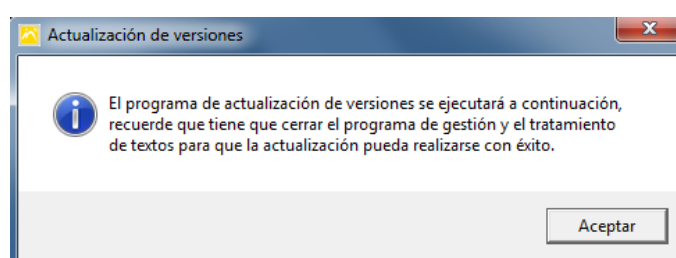 Actualización de versiones
El programa de actualización de versiones se ejecutará a continuación,
recuerde que tiene que cerrar el programa de gestión y el tratamiento
de textos para que la actualización pueda realizarse con éxito.
Aceptar